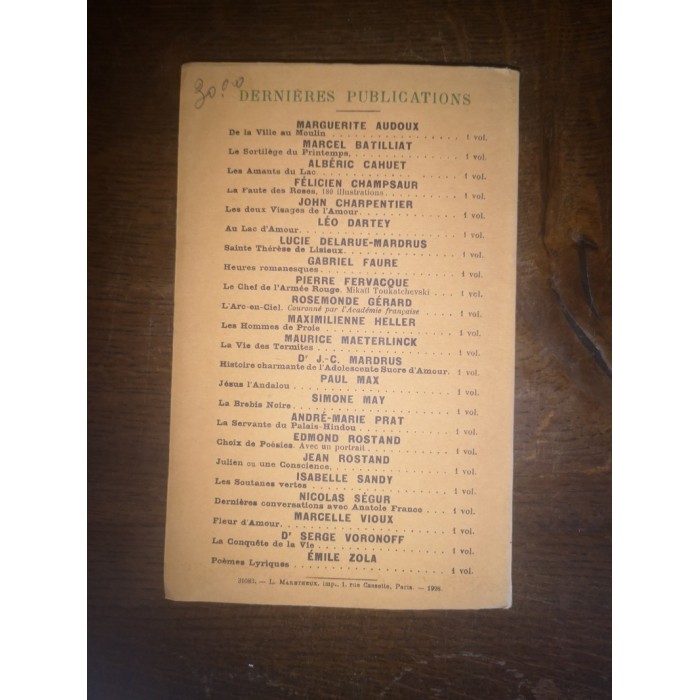 DERNIÈRES PUBLICATIONS
MARGUERITE AUDOUX
De la Ville au Moulin . . . 1 vol.
MARCEL BATILLIAT
Le Sortilège du Printemps, . . . 1 vol.
ALBÉRIC CAHUET
Les Amants du Lac . . . 1 vol.
FÉLICIEN CHAMPSAUR
La Faute des Roses, 180 illustrations . . . 1 vol.
JOHN CHARPENTIER
Les deux Visages de l'Amour . . . 1 vol.
LÉO DARTEY
Au Lac d'Amour . . . 1 vol.
LUCIE DELARUE-MARDRUS
Sainte Thérèse de Lisieux . . . 1 vol.
GABRIEL FAURE
Heures romanesques . . . 1 vol.
PIERRE FERVACQUE
Le Chef de l'Armée Rouge. Mikaïl Toukatchevski . . . 1 vol.
ROSEMONDE GÉRARD
L'Arc-en-Ciel. Couronné par l'Académie française . . . 1 vol.
MAXIMILIENNE HELLER
Les Hommes de Proie . . . 1 vol.
MAURICE MAETERLINCK
La Vie des Termites . . . 1 vol.
Dr J.-C. MARDRUS
Histoire charmante de l'Adolescente Sucre d'Amour. 1 vol.
PAUL MAX
Jésus l'Andalou . . . 1 vol.
SIMONE MAY
La Brebis Noire . . . 1 vol.
ANDRÉ-MARIE PRAT
La Servante du Palais-Hindou . . . 1 vol.
EDMOND ROSTAND
Choix de Poésies. Avec un portrait . . . 1 vol.
JEAN ROSTAND
Julien ou une Conscience, . . . 1 vol.
ISABELLE SANDY
Les Soutanes vertes . . . 1 vol.
NICOLAS SÉGUR
Dernières conversations avec Anatole France . . . 1 vol.
MARCELLE VIOUX
Fleur d'Amour . . . 1 vol.
Dr SERGE VORONOFF
La Conquête de la Vie . . . 1 vol.
ÉMILE ZOLA
Poèmes Lyriques . . . 1 vol.
L. MARETHEUX, imp., 1, rue Cassette, Paris. —